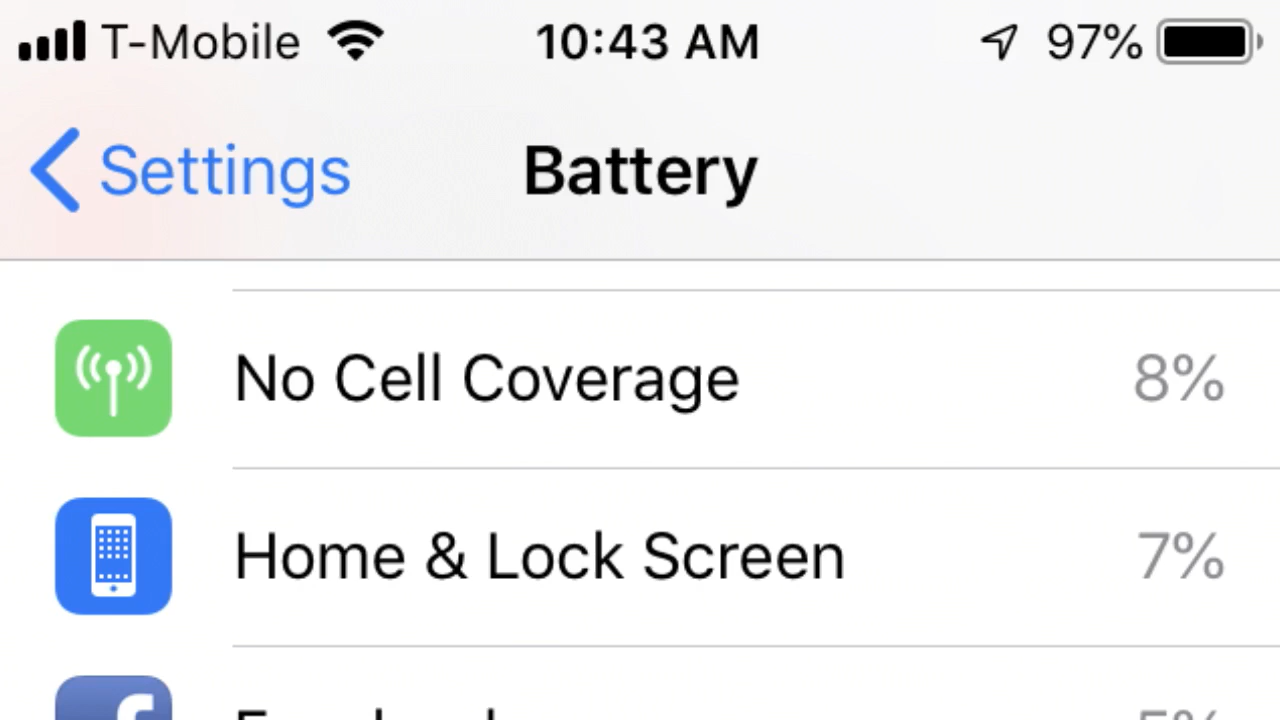 T-Mobile 10:43 AM 97%
Settings Battery
No Cell Coverage 8%
Home & Lock Screen 7%